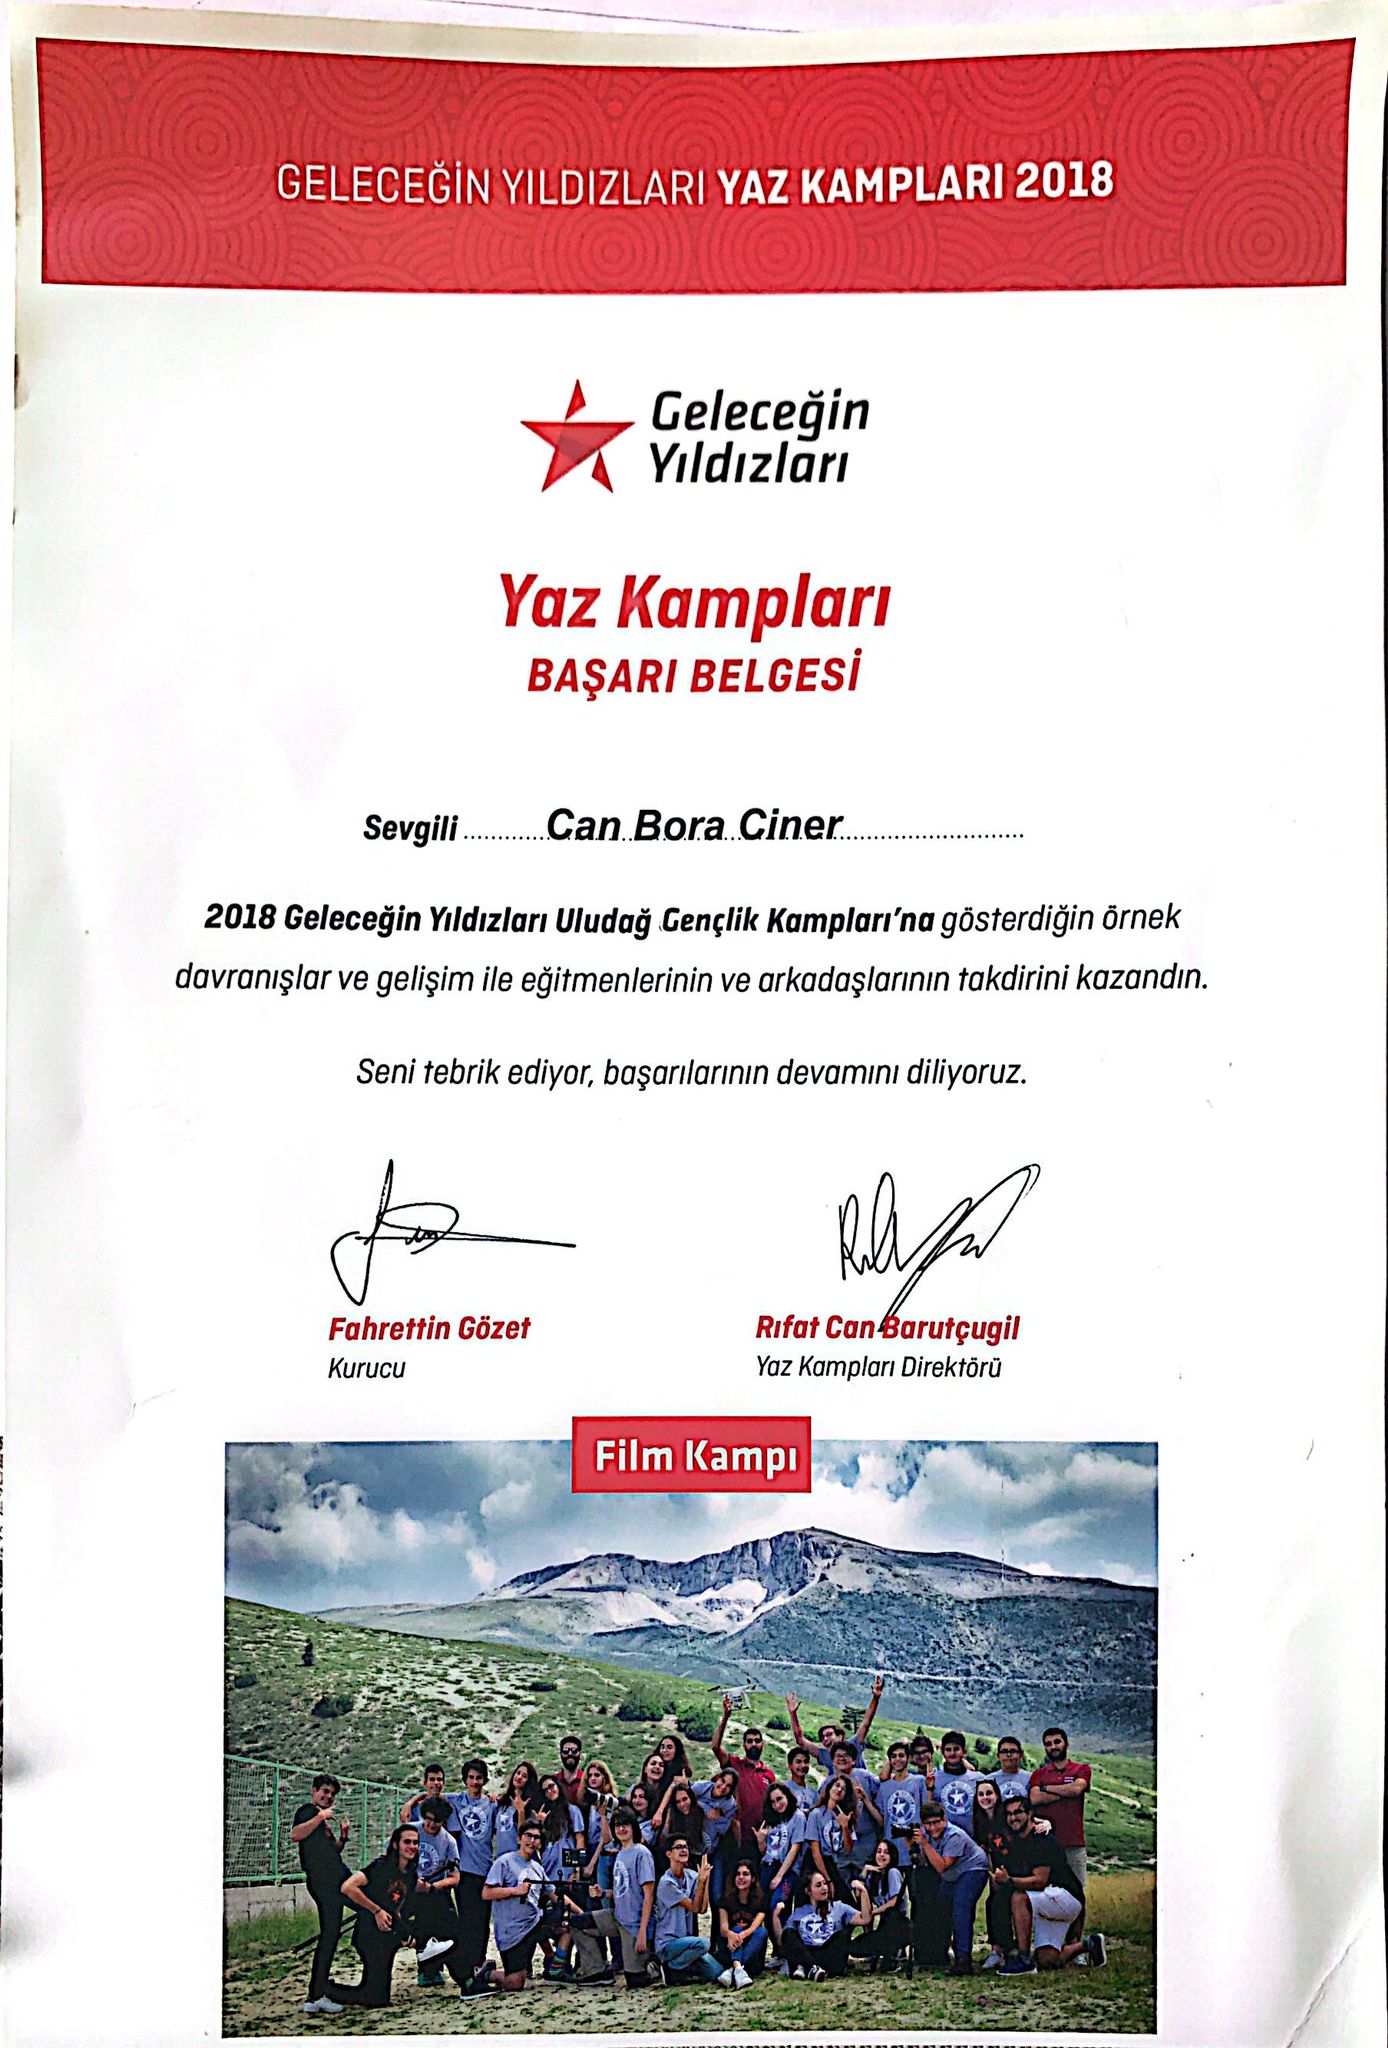 GELECEĞİN YILDIZLARI YAZ KAMPLARI 2018
Geleceğin
Yıldızları
Yaz Kampları
BAŞARI BELGESİ
Sevgili ...........Can Bora Ciner..............................
2018 Geleceğin Yıldızları Uludağ Gençlik Kampları'na gösterdiğin örnek
davranışlar ve gelişim ile eğitmenlerinin ve arkadaşlarının takdirini kazandın.
Seni tebrik ediyor, başarılarının devamını diliyoruz.
Fahrettin Gözet
Kurucu
Rıfat Can Barutçugil
Yaz Kampları Direktörü
Film Kampı